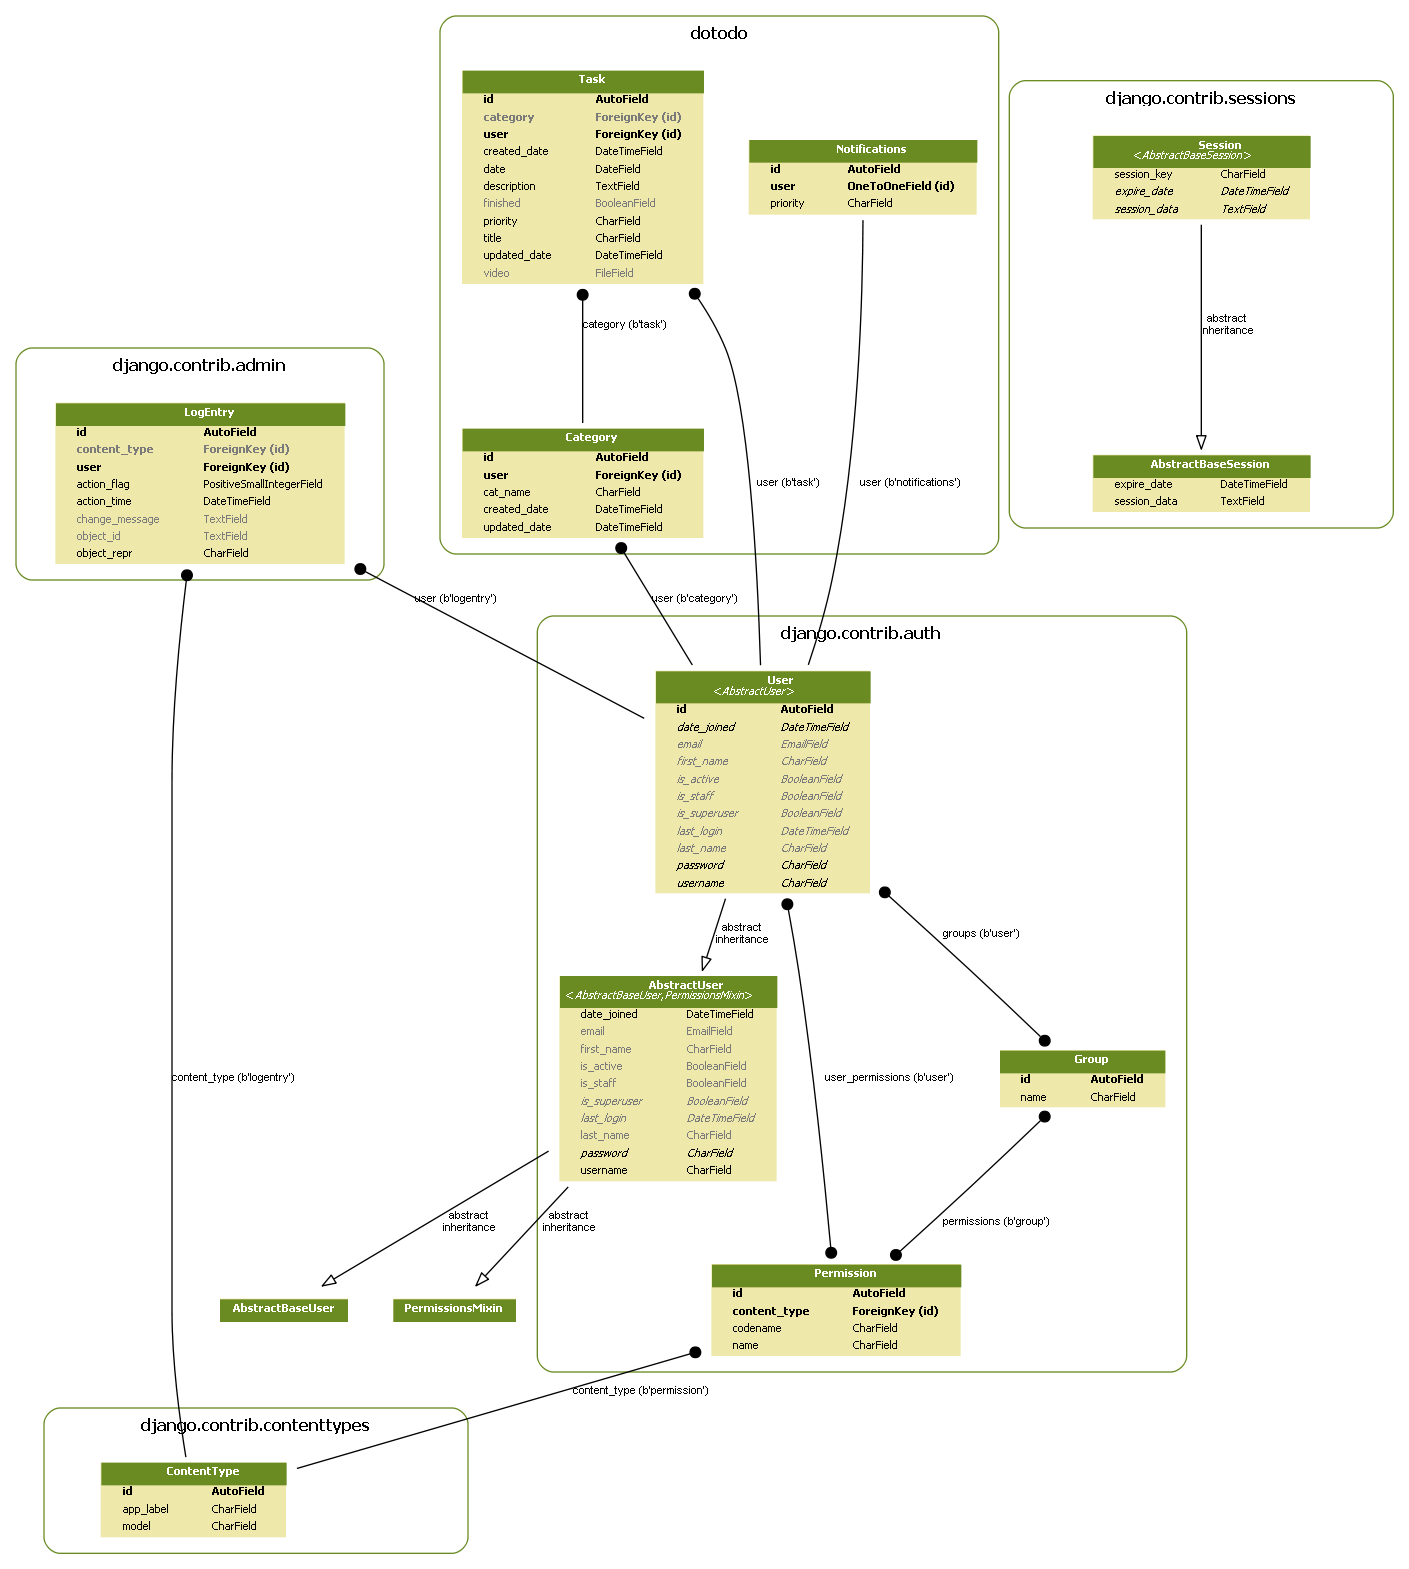 dotodo
Task
id AutoField
category ForeignKey (id)
user ForeignKey (id)
created_date DateTimeField
date DateField
description TextField
finished BooleanField
priority CharField
title CharField
updated_date DateTimeField
video FileField
Notifications
id AutoField
user OneToOneField (id)
priority CharField
category (b'task')
user (b'task')
user (b'notifications')
Category
id AutoField
user ForeignKey (id)
cat_name CharField
created_date DateTimeField
updated_date DateTimeField
django.contrib.sessions
Session
<AbstractBaseSession>
session_key CharField
expire_date DateTimeField
session_data TextField
abstract
inheritance
AbstractBaseSession
expire_date DateTimeField
session_data TextField
django.contrib.admin
LogEntry
id AutoField
content_type ForeignKey (id)
user ForeignKey (id)
action_flag PositiveSmallIntegerField
action_time DateTimeField
change_message TextField
object_id TextField
object_repr CharField
user (b'logentry')
user (b'category')
django.contrib.auth
User
<AbstractUser>
id AutoField
date_joined DateTimeField
email EmailField
first_name CharField
is_active BooleanField
is_staff BooleanField
is_superuser BooleanField
last_login DateTimeField
last_name CharField
password CharField
username CharField
abstract
inheritance
groups (b'user')
AbstractUser
<AbstractBaseUser,PermissionsMixin>
date_joined DateTimeField
email EmailField
first_name CharField
is_active BooleanField
is_staff BooleanField
is_superuser BooleanField
last_login DateTimeField
last_name CharField
password CharField
username CharField
user_permissions (b'user')
Group
id AutoField
name CharField
content_type (b'logentry')
abstract
inheritance
abstract
inheritance
permissions (b'group')
AbstractBaseUser
PermissionsMixin
Permission
id AutoField
content_type ForeignKey (id)
codename CharField
name CharField
content_type (b'permission')
django.contrib.contenttypes
ContentType
id AutoField
app_label CharField
model CharField